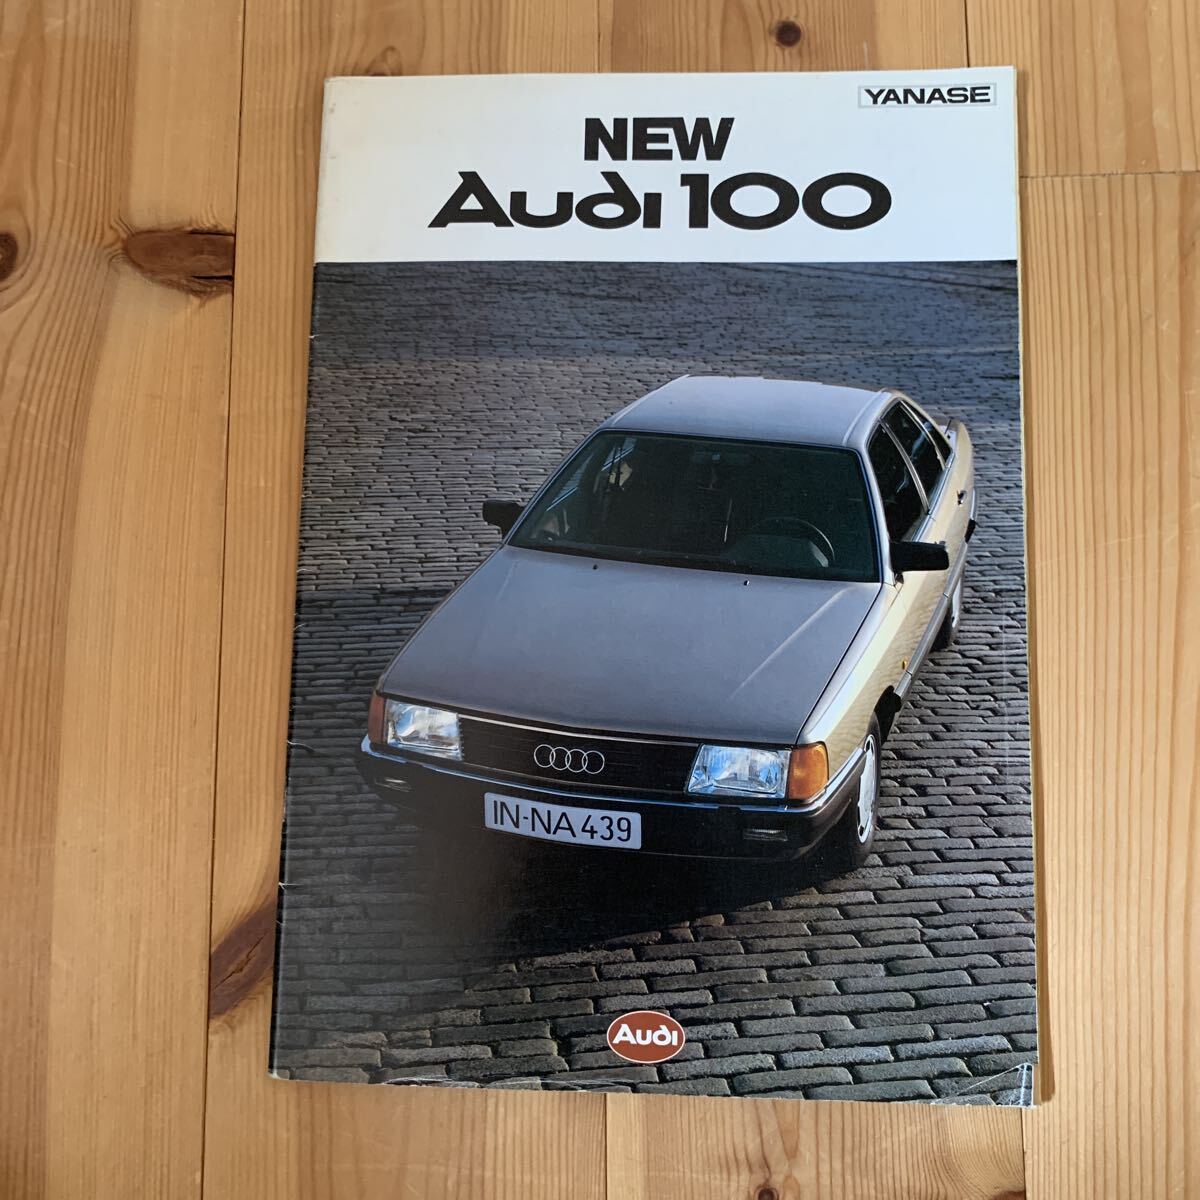 YANASE
NEW
Audi 100
IN-NA 439
Audi